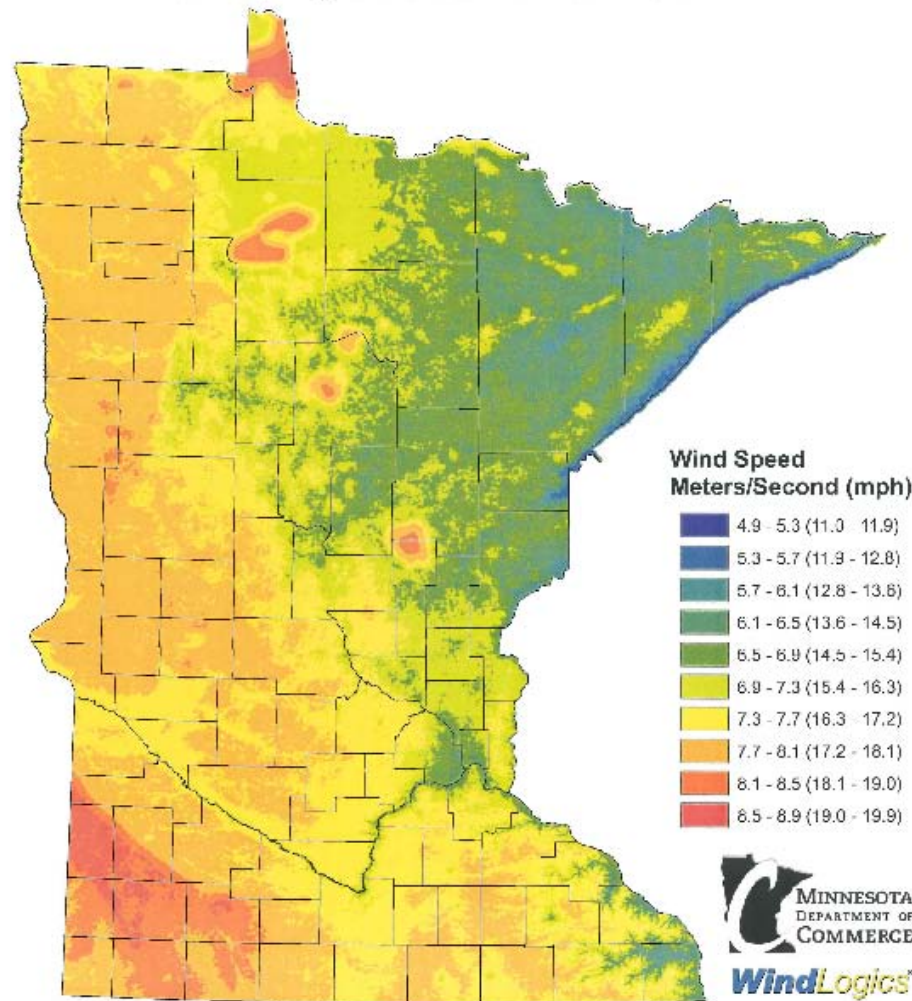 Wind Speed
Meters/Second (mph)
4.9 - 5.3 (11.0 - 11.9)
5.3 - 5.7 (11.9 - 12.8)
5.7 - 6.1 (12.8 - 13.6)
6.1 - 6.5 (13.6 - 14.5)
6.5 - 6.9 (14.5 - 15.4)
6.9 - 7.3 (15.4 - 16.3)
7.3 - 7.7 (16.3 - 17.2)
7.7 - 8.1 (17.2 - 18.1)
8.1 - 8.5 (18.1 - 19.0)
8.5 - 8.9 (19.0 - 19.9)
MINNESOTA
DEPARTMENT OF
COMMERCE
WindLogics